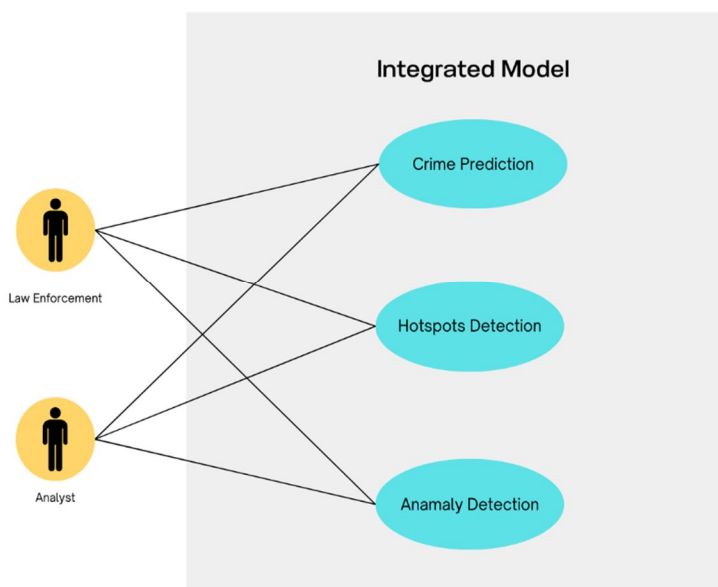 Integrated Model
Crime Prediction
Law Enforcement
Hotspots Detection
Analyst
Anamaly Detection